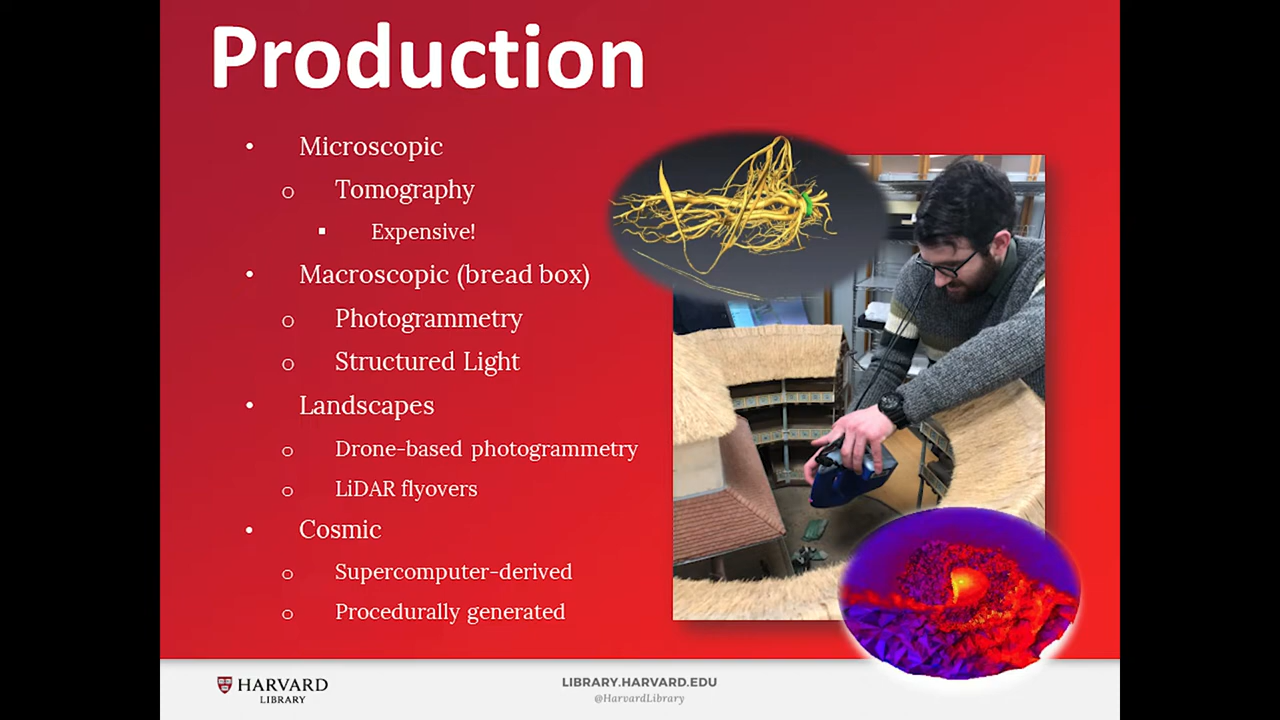 Production
• Microscopic
o Tomography
▪ Expensive!
• Macroscopic (bread box)
o Photogrammetry
o Structured Light
• Landscapes
o Drone-based photogrammetry
o LiDAR flyovers
• Cosmic
o Supercomputer-derived
o Procedurally generated
HARVARD
LIBRARY
LIBRARY.HARVARD.EDU
@HarvardLibrary